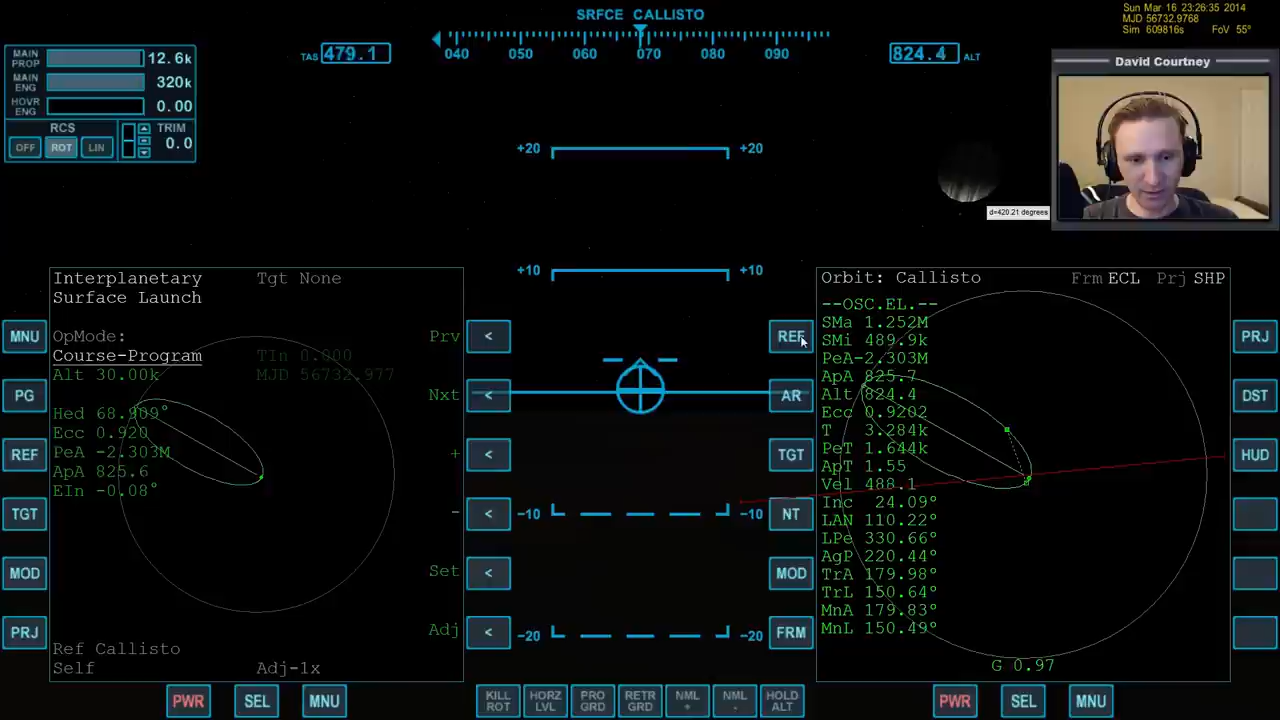 SRFCE CALLISTO
Sun Mar 16 23:26:35 2014
MJD 56732.9768
Sim 609816s FoV 55°
MAIN PROP 12.6k
MAIN ENG 320k
HOVR ENG 0.00
RCS
OFF ROT LIN
TRIM
0.0
TAS 479.1
040 050 060 070 080 090
824.4 ALT
David Courtney
+20 +20
d=420.21 degrees
+10 +10
-10 -10
-20 -20
Interplanetary Tgt None
Surface Launch
OpMode:
Course-Program TIn 0.000
Alt 30.00k MJD 56732.977
Hed 68.909°
Ecc 0.920
PeA -2.303M
ApA 825.6
EIn -0.08°
Ref Callisto
Self Adj-1x
MNU
PG
REF
TGT
MOD
PRJ
Prv <
Nxt <
+ <
- <
Set <
Adj <
PWR SEL MNU
KILL ROT
HORZ LVL
PRO GRD
RETR GRD
NML +
NML -
HOLD ALT
REF
AR
TGT
NT
MOD
FRM
Orbit: Callisto Frm ECL Prj SHP
--OSC.EL.--
SMa 1.252M
SMi 489.9k
PeA-2.303M
ApA 825.7
Alt 824.4
Ecc 0.9202
T 3.284k
PeT 1.644k
ApT 1.55
Vel 488.1
Inc 24.09°
LAN 110.22°
LPe 330.66°
AgP 220.44°
TrA 179.98°
TrL 150.64°
MnA 179.83°
MnL 150.49°
G 0.97
PRJ
DST
HUD
PWR SEL MNU